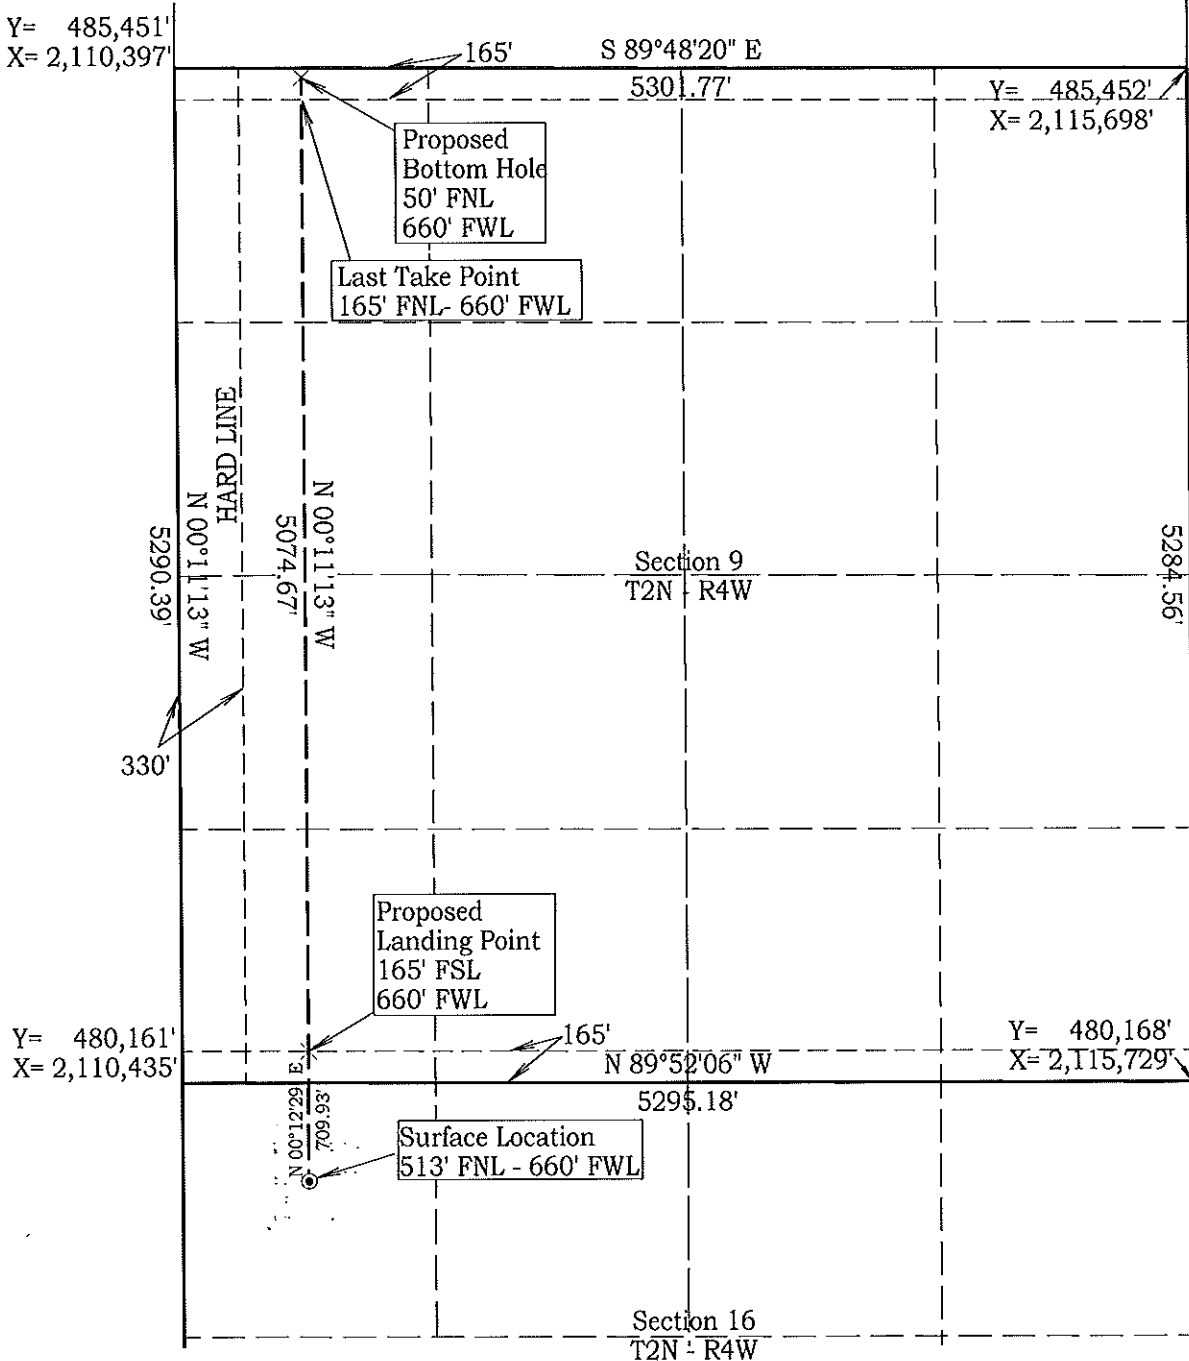 Y= 485,451'
X= 2,110,397'
165'
S 89°48'20" E
5301.77'
Y= 485,452'
X= 2,115,698'
Proposed
Bottom Hole
50' FNL
660' FWL
Last Take Point
165' FNL- 660' FWL
HARD LINE
N 00°11'13" W
5290.39'
N 00°11'13" W
5074.67'
Section 9
T2N - R4W
5284.56'
330'
Proposed
Landing Point
165' FSL
660' FWL
Y= 480,161'
X= 2,110,435'
165'
N 89°52'06" W
5295.18'
Y= 480,168'
X= 2,115,729'
N 00°12'29 E
709.93'
Surface Location
513' FNL - 660' FWL
Section 16
T2N - R4W